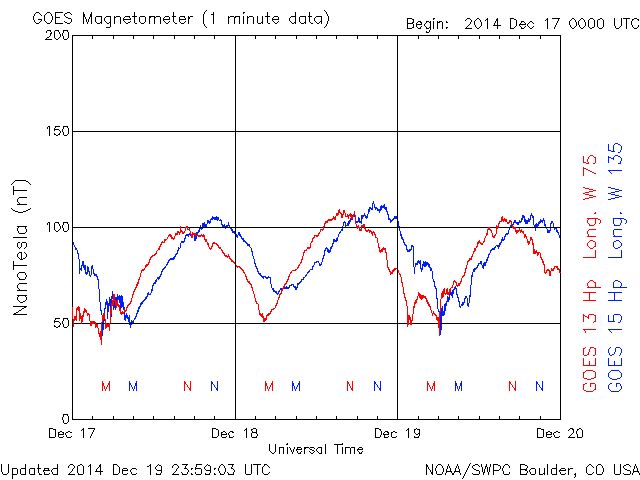 GOES Magnetometer (1 minute data)
Begin: 2014 Dec 17 0000 UTC
200
150
100
50
0
NanoTesla (nT)
M M N N M M N N M M N N
Dec 17 Dec 18 Dec 19 Dec 20
Universal Time
GOES 13 Hp Long. W 75
GOES 15 Hp Long. W 135
Updated 2014 Dec 19 23:59:03 UTC
NOAA/SWPC Boulder, CO USA